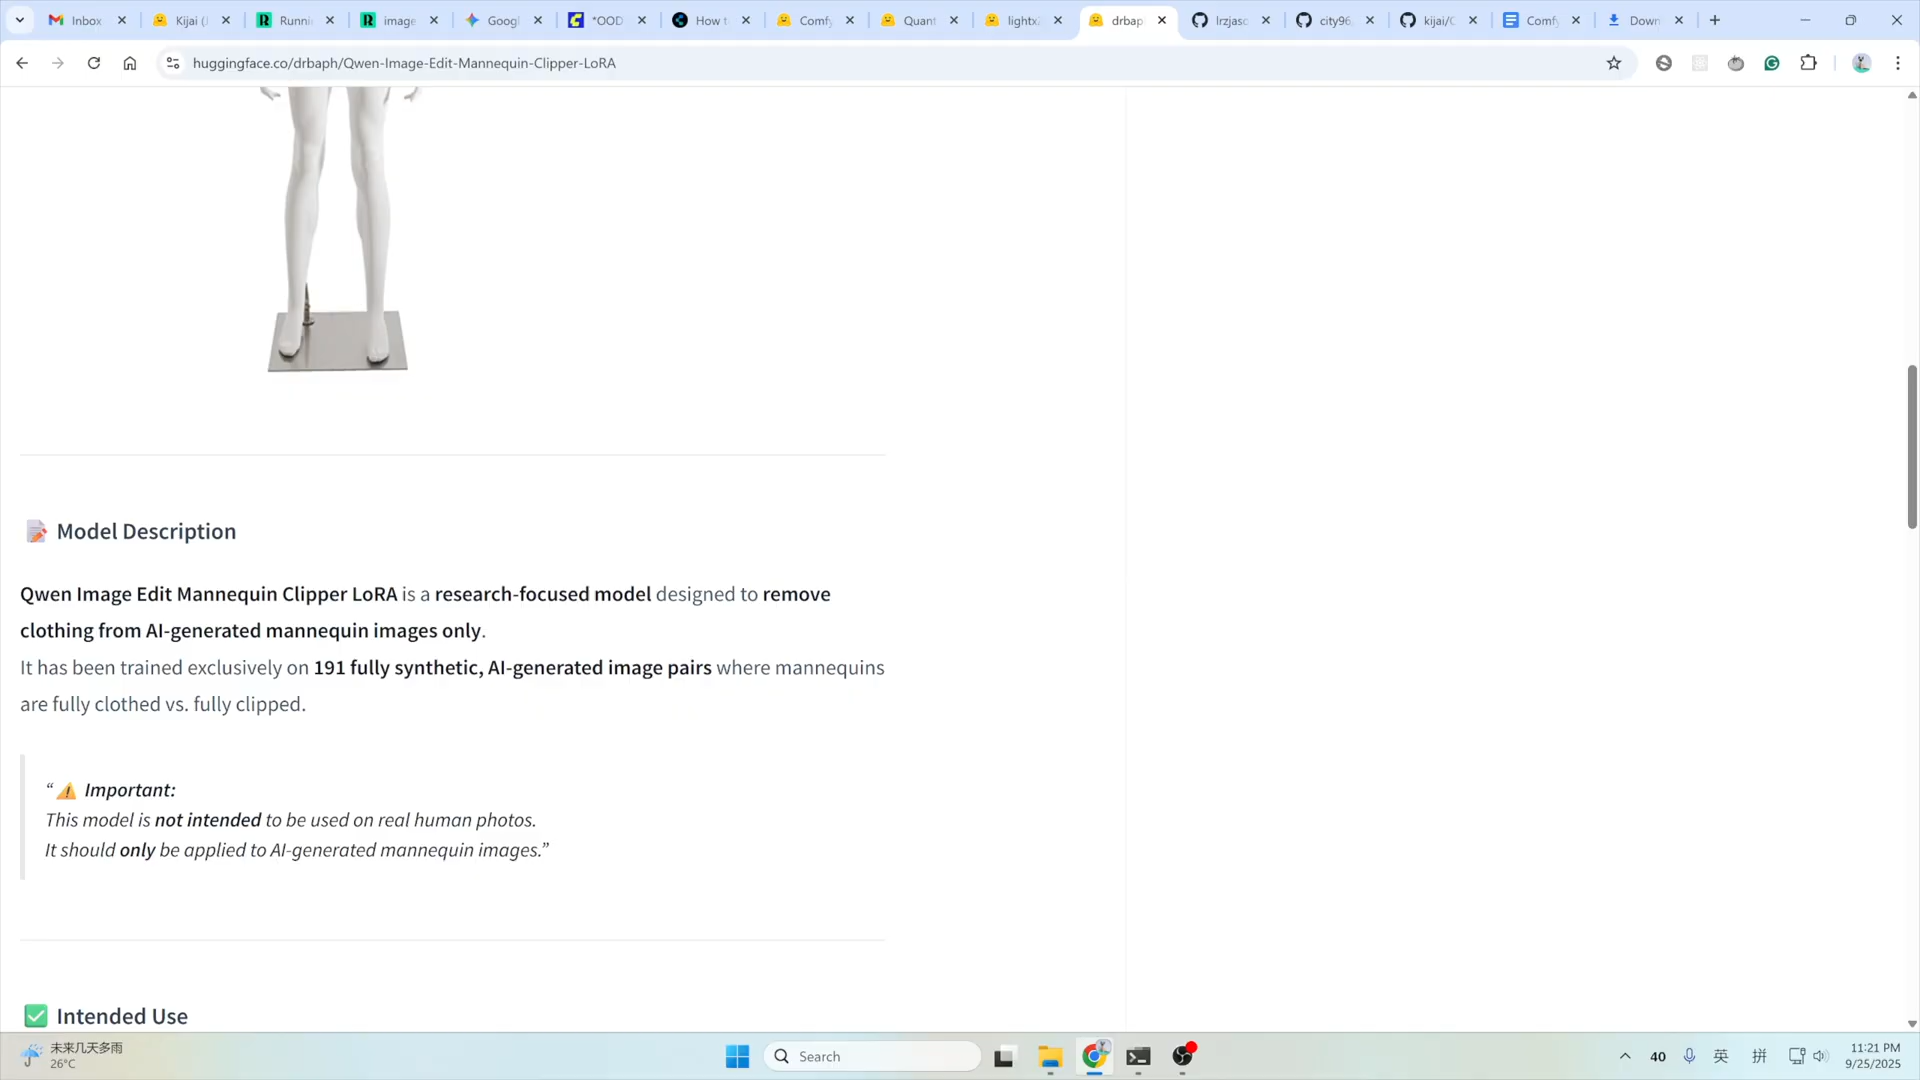 Inbox
Kijai (
Runni
image
Googl
*OOD
How t
Comfy
Quant
lightx
drbap
lrzjaso
city96
kijai/C
Comfy
Down
huggingface.co/drbaph/Qwen-Image-Edit-Mannequin-Clipper-LoRA
📝 Model Description
Qwen Image Edit Mannequin Clipper LoRA is a research-focused model designed to remove
clothing from AI-generated mannequin images only.
It has been trained exclusively on 191 fully synthetic, AI-generated image pairs where mannequins
are fully clothed vs. fully clipped.
“⚠️ Important:
This model is not intended to be used on real human photos.
It should only be applied to AI-generated mannequin images.”
✅ Intended Use
未来几天多雨
26°C
Search
40
英
拼
11:21 PM
9/25/2025